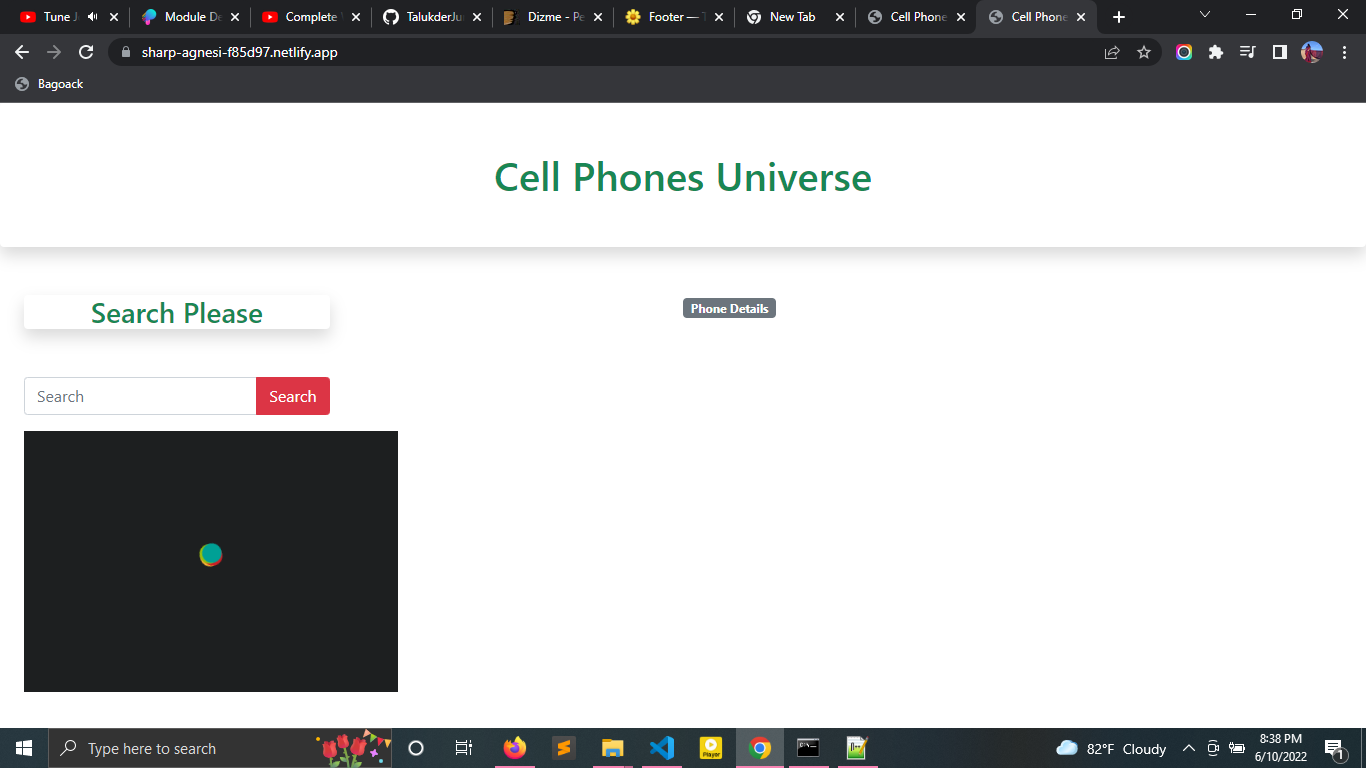 Tune J
Module De
Complete
TalukderJu
Dizme - Pe
Footer — T
New Tab
Cell Phone
Cell Phone
sharp-agnesi-f85d97.netlify.app
Bagoack
Cell Phones Universe
Search Please
Phone Details
Search
Search
Type here to search
Player
82°F Cloudy
8:38 PM
6/10/2022
1